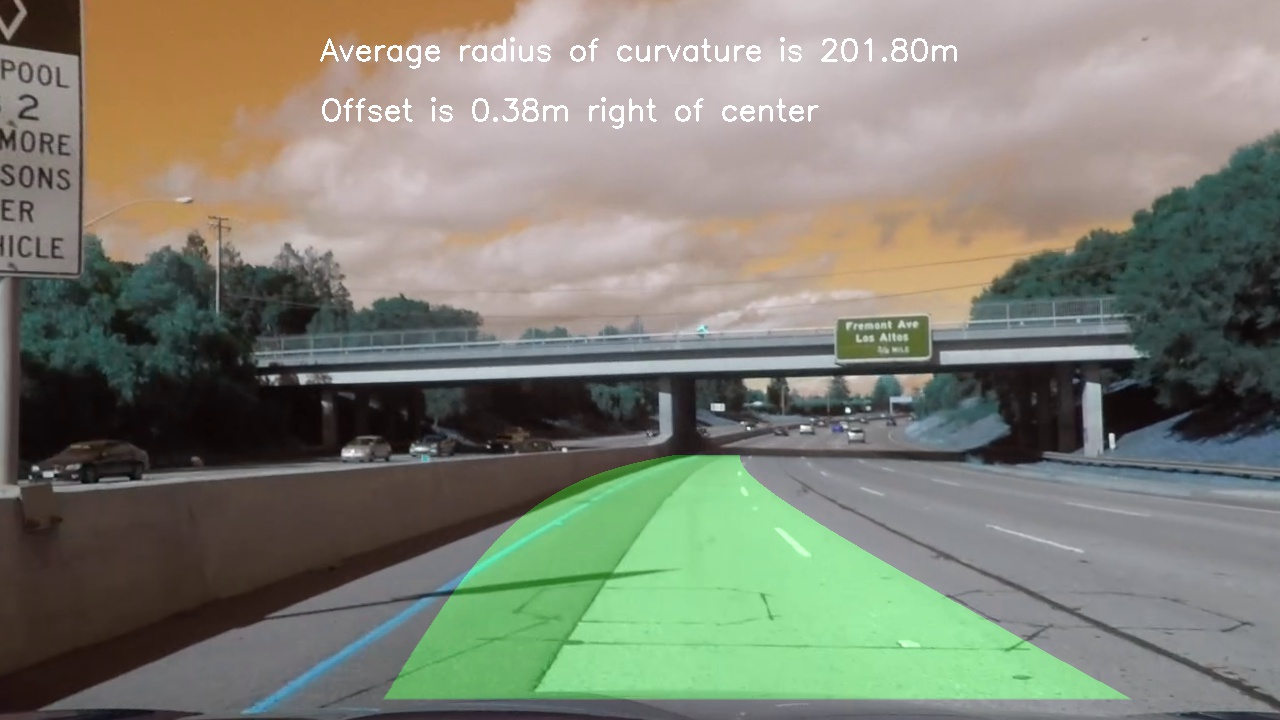 Average radius of curvature is 201.80m
Offset is 0.38m right of center
POOL
2
MORE
SONS
ER
HICLE
Fremont Ave
Los Altos
MILE